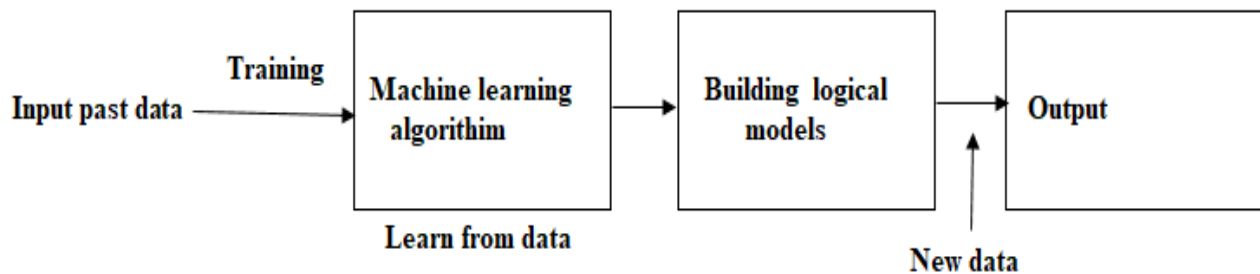 Training
Input past data
Machine learning
algorithim
Learn from data
Building logical
models
Output
New data